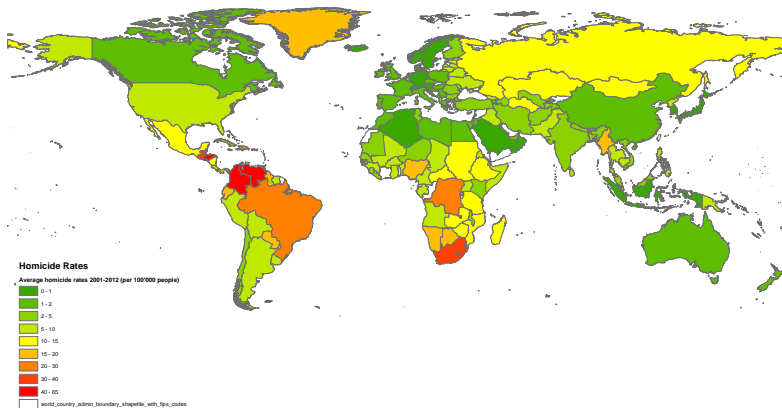 Homicide Rates
Average homicide rates 2001-2012 (per 100'000 people)
0 - 1
1 - 2
2 - 5
5 - 10
10 - 15
15 - 20
20 - 30
30 - 40
40 - 65
world_country_admin_boundary_shapefile_with_fips_codes